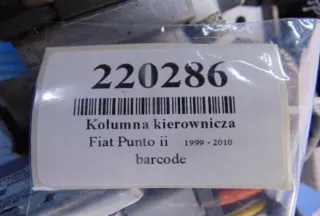 220286
Kolumna kierownicza
Fiat Punto ii 1999 - 2010
barcode